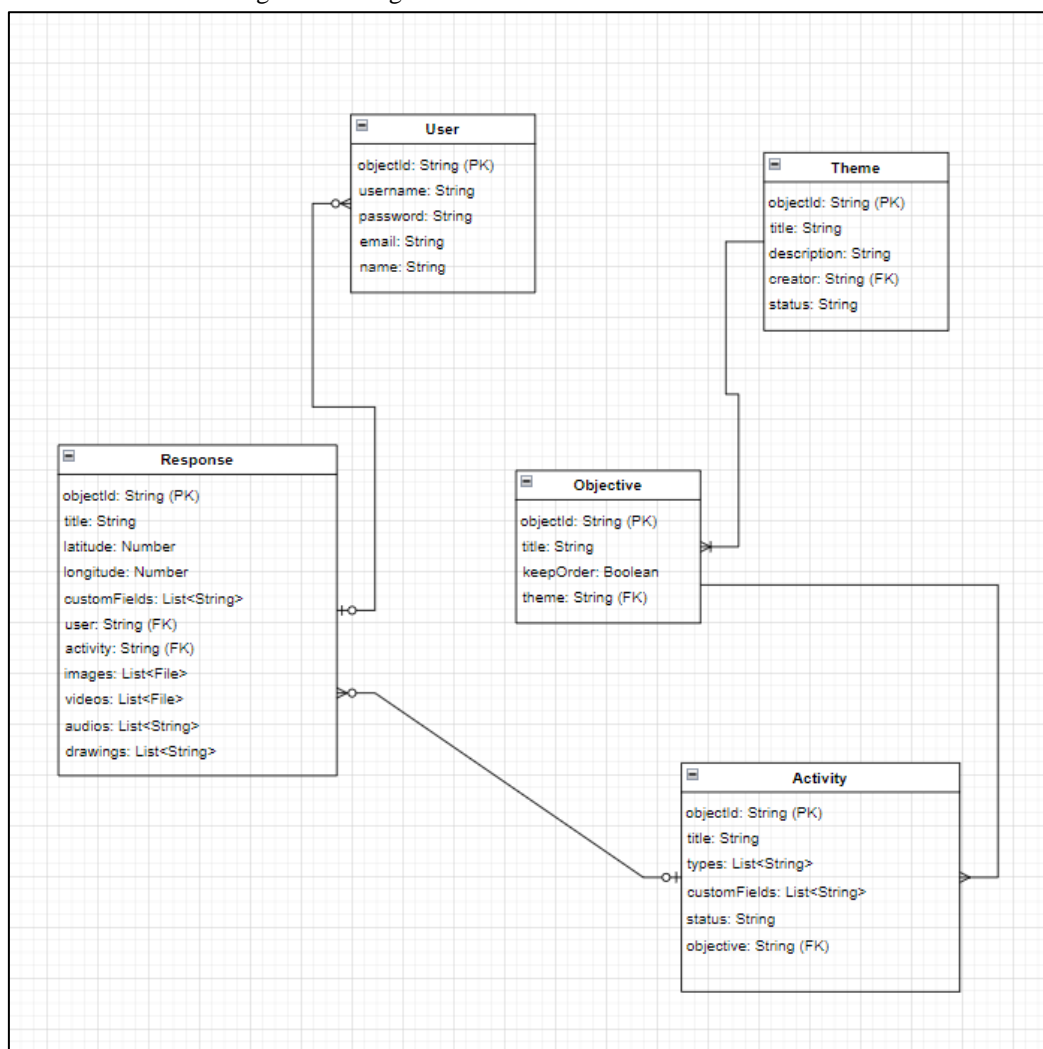 User
objectId: String (PK)
username: String
password: String
email: String
name: String
Theme
objectId: String (PK)
title: String
description: String
creator: String (FK)
status: String
Response
objectId: String (PK)
title: String
latitude: Number
longitude: Number
customFields: List<String>
user: String (FK)
activity: String (FK)
images: List<File>
videos: List<File>
audios: List<String>
drawings: List<String>
Objective
objectId: String (PK)
title: String
keepOrder: Boolean
theme: String (FK)
Activity
objectId: String (PK)
title: String
types: List<String>
customFields: List<String>
status: String
objective: String (FK)